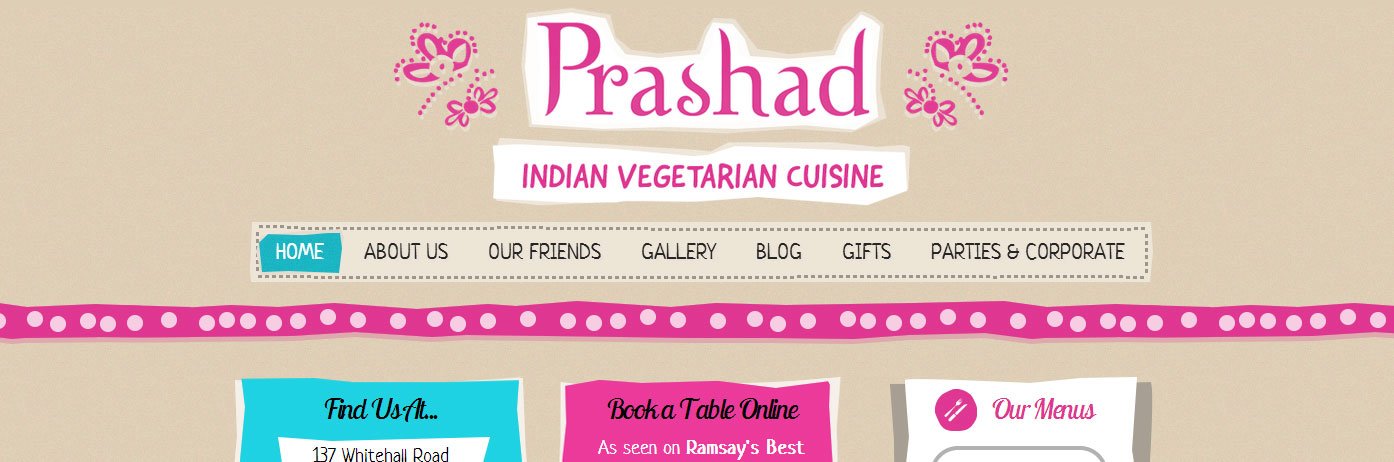 Prashad
INDIAN VEGETARIAN CUISINE
HOME ABOUT US OUR FRIENDS GALLERY BLOG GIFTS PARTIES & CORPORATE
Find Us At...
137 Whitehall Road
Book a Table Online
As seen on Ramsay's Best
Our Menus